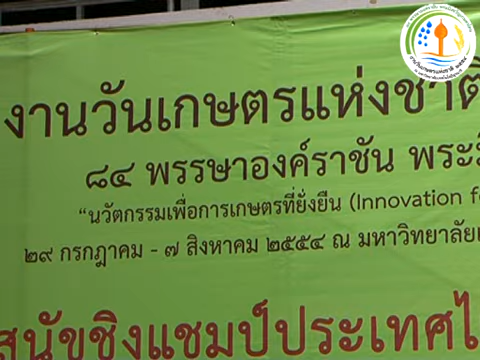 งานวันเกษตรแห่งชาติ
๘๔ พรรษาองค์ราชัน
“นวัตกรรมเพื่อการเกษตรที่ยั่งยืน (Innovation
๒๙ กรกฎาคม - ๗ สิงหาคม ๒๕๕๔ ณ มหาวิทยาลัย
สุนัขชิงแชมป์ประเทศ